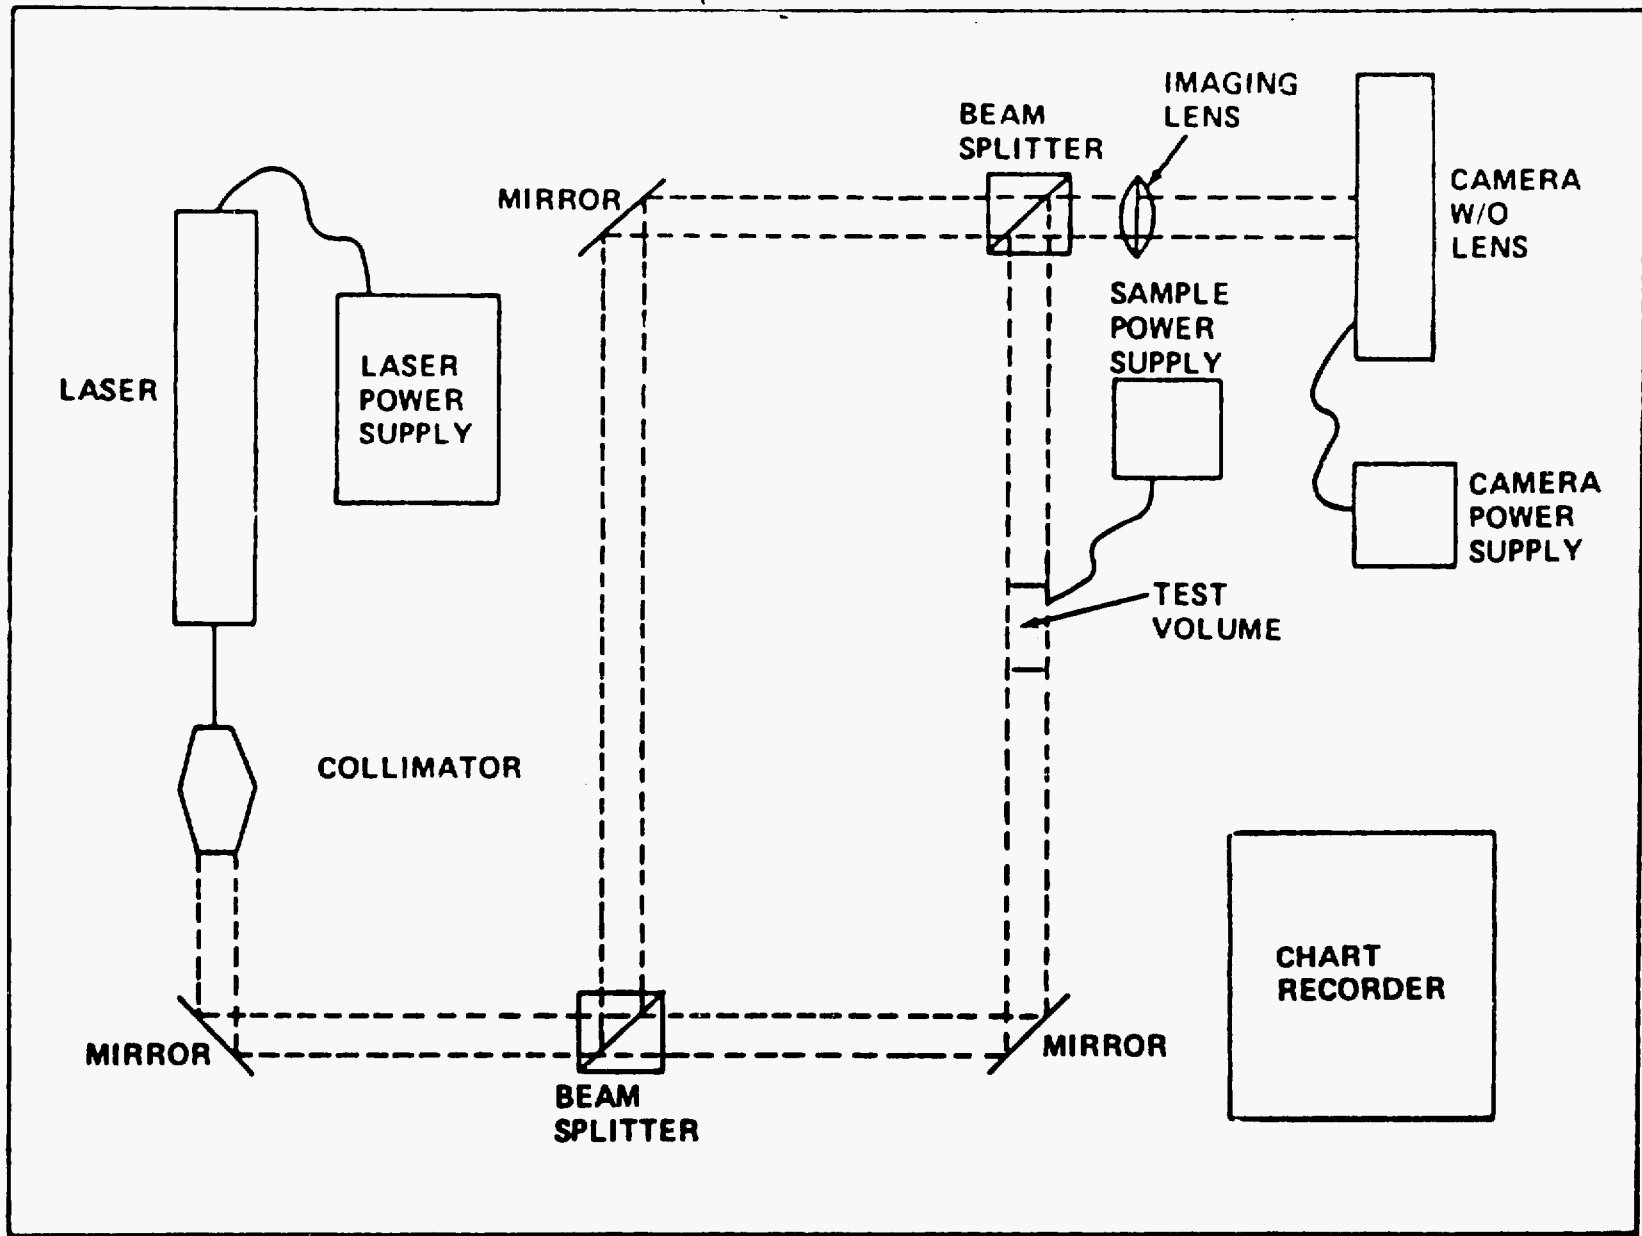 IMAGING
LENS
BEAM
SPLITTER
MIRROR
CAMERA
W/O
LENS
SAMPLE
POWER
SUPPLY
LASER
LASER
POWER
SUPPLY
CAMERA
POWER
SUPPLY
TEST
VOLUME
COLLIMATOR
CHART
RECORDER
MIRROR
MIRROR
BEAM
SPLITTER